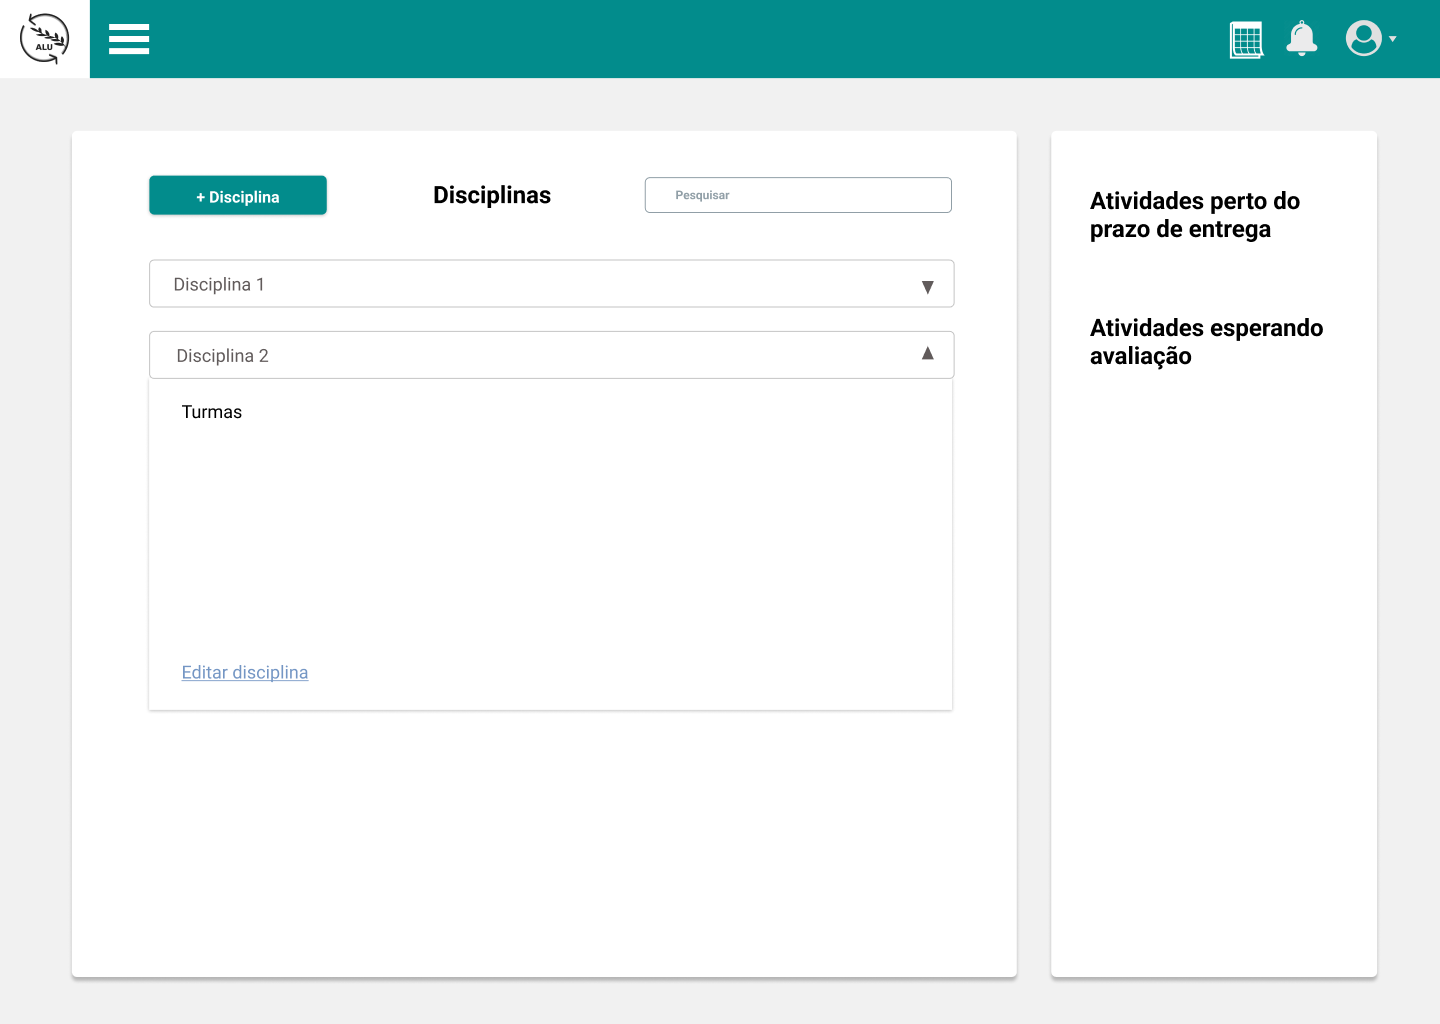 ALU
+ Disciplina
Disciplinas
Pesquisar
Disciplina 1
Disciplina 2
Turmas
Editar disciplina
Atividades perto do
prazo de entrega
Atividades esperando
avaliação